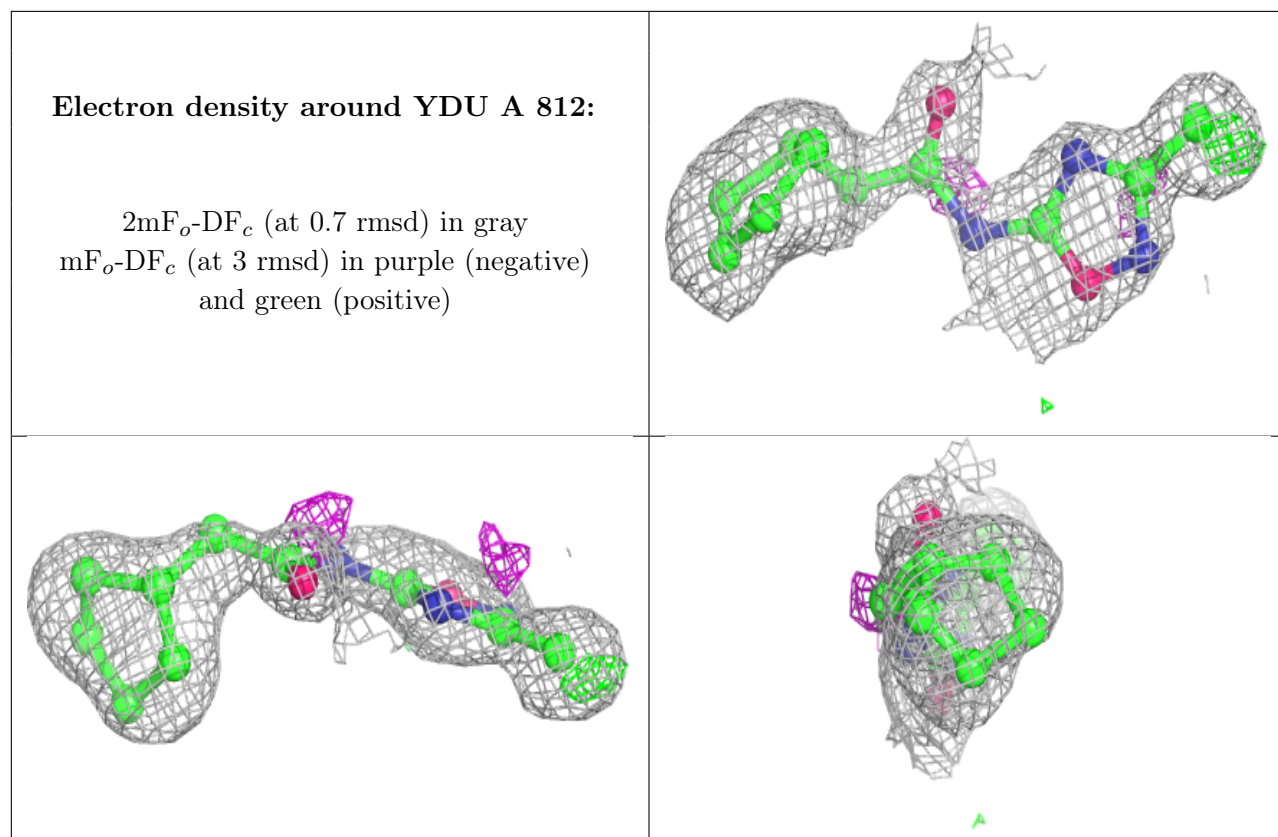 Electron density around YDU A 812:
2mFo-DFc (at 0.7 rmsd) in gray
mFo-DFc (at 3 rmsd) in purple (negative)
and green (positive)